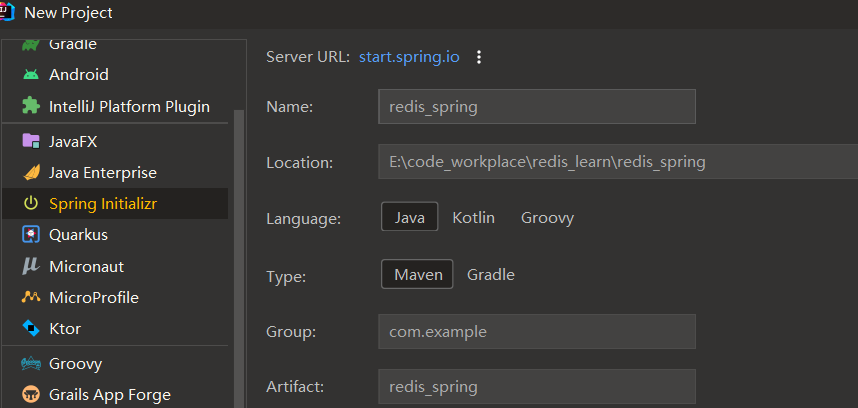 New Project
Gradle
Android
IntelliJ Platform Plugin
JavaFX
Java Enterprise
Spring Initializr
Quarkus
Micronaut
MicroProfile
Ktor
Groovy
Grails App Forge
Server URL: start.spring.io
Name: redis_spring
Location: E:\code_workplace\redis_learn\redis_spring
Language: Java Kotlin Groovy
Type: Maven Gradle
Group: com.example
Artifact: redis_spring